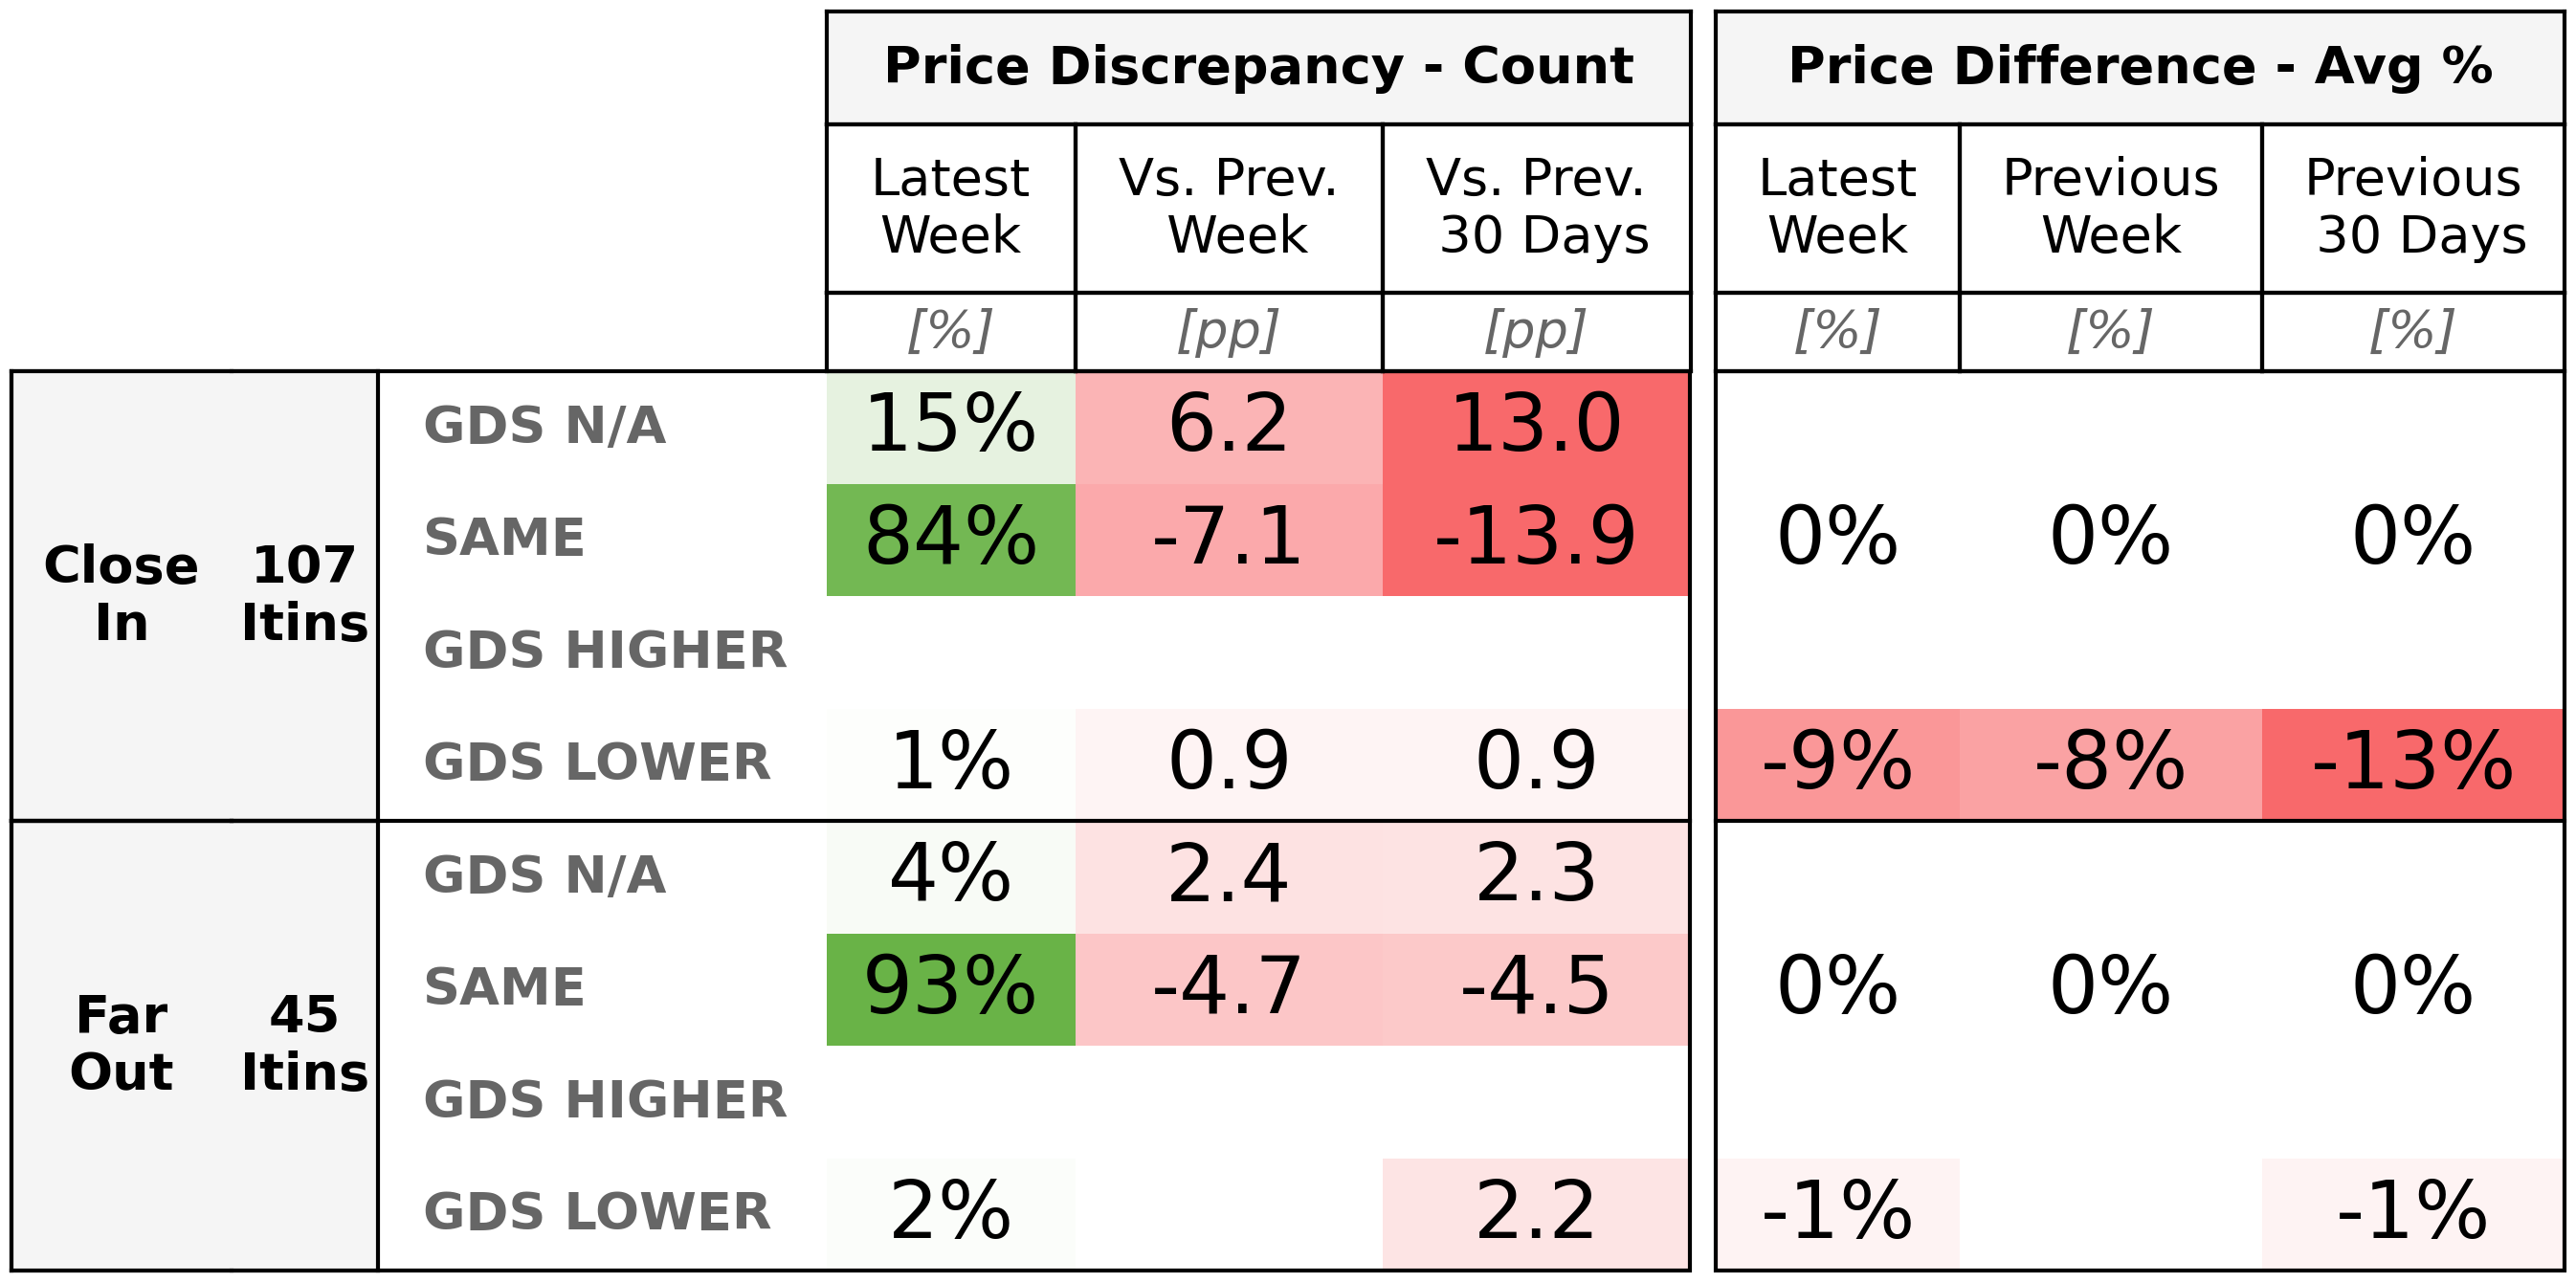 Price Discrepancy - Count Price Difference - Avg %
Latest Week Vs. Prev. Week Vs. Prev. 30 Days Latest Week Previous Week Previous 30 Days
[%] [pp] [pp] [%] [%] [%]
Close In 107 Itins
GDS N/A 15% 6.2 13.0
SAME 84% -7.1 -13.9 0% 0% 0%
GDS HIGHER
GDS LOWER 1% 0.9 0.9 -9% -8% -13%
Far Out 45 Itins
GDS N/A 4% 2.4 2.3
SAME 93% -4.7 -4.5 0% 0% 0%
GDS HIGHER
GDS LOWER 2% 2.2 -1% -1%